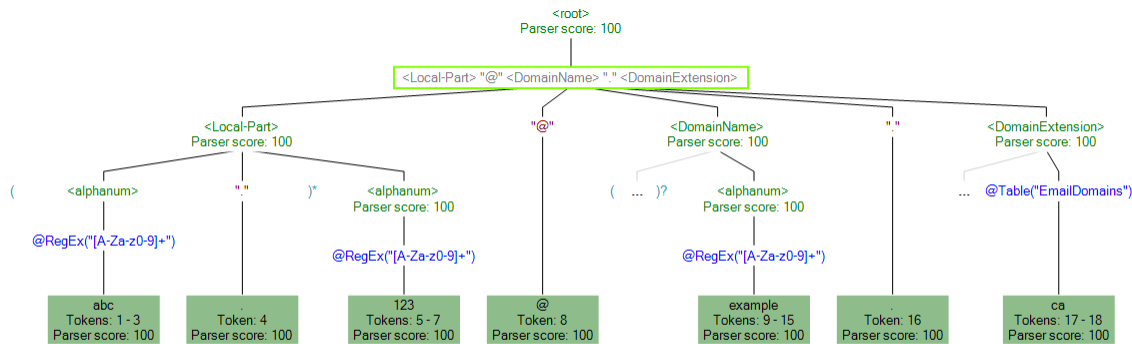 <root>
Parser score: 100
<Local-Part> "@" <DomainName> "." <DomainExtension>
<Local-Part>
Parser score: 100
"@"
<DomainName>
Parser score: 100
"."
<DomainExtension>
Parser score: 100
( <alphanum> "." )* <alphanum>
Parser score: 100
( ... )? <alphanum>
Parser score: 100
... @Table("EmailDomains")
@RegEx("[A-Za-z0-9]+")
@RegEx("[A-Za-z0-9]+")
@RegEx("[A-Za-z0-9]+")
abc
Tokens: 1 - 3
Parser score: 100
.
Token: 4
Parser score: 100
123
Tokens: 5 - 7
Parser score: 100
@
Token: 8
Parser score: 100
example
Tokens: 9 - 15
Parser score: 100
.
Token: 16
Parser score: 100
ca
Tokens: 17 - 18
Parser score: 100